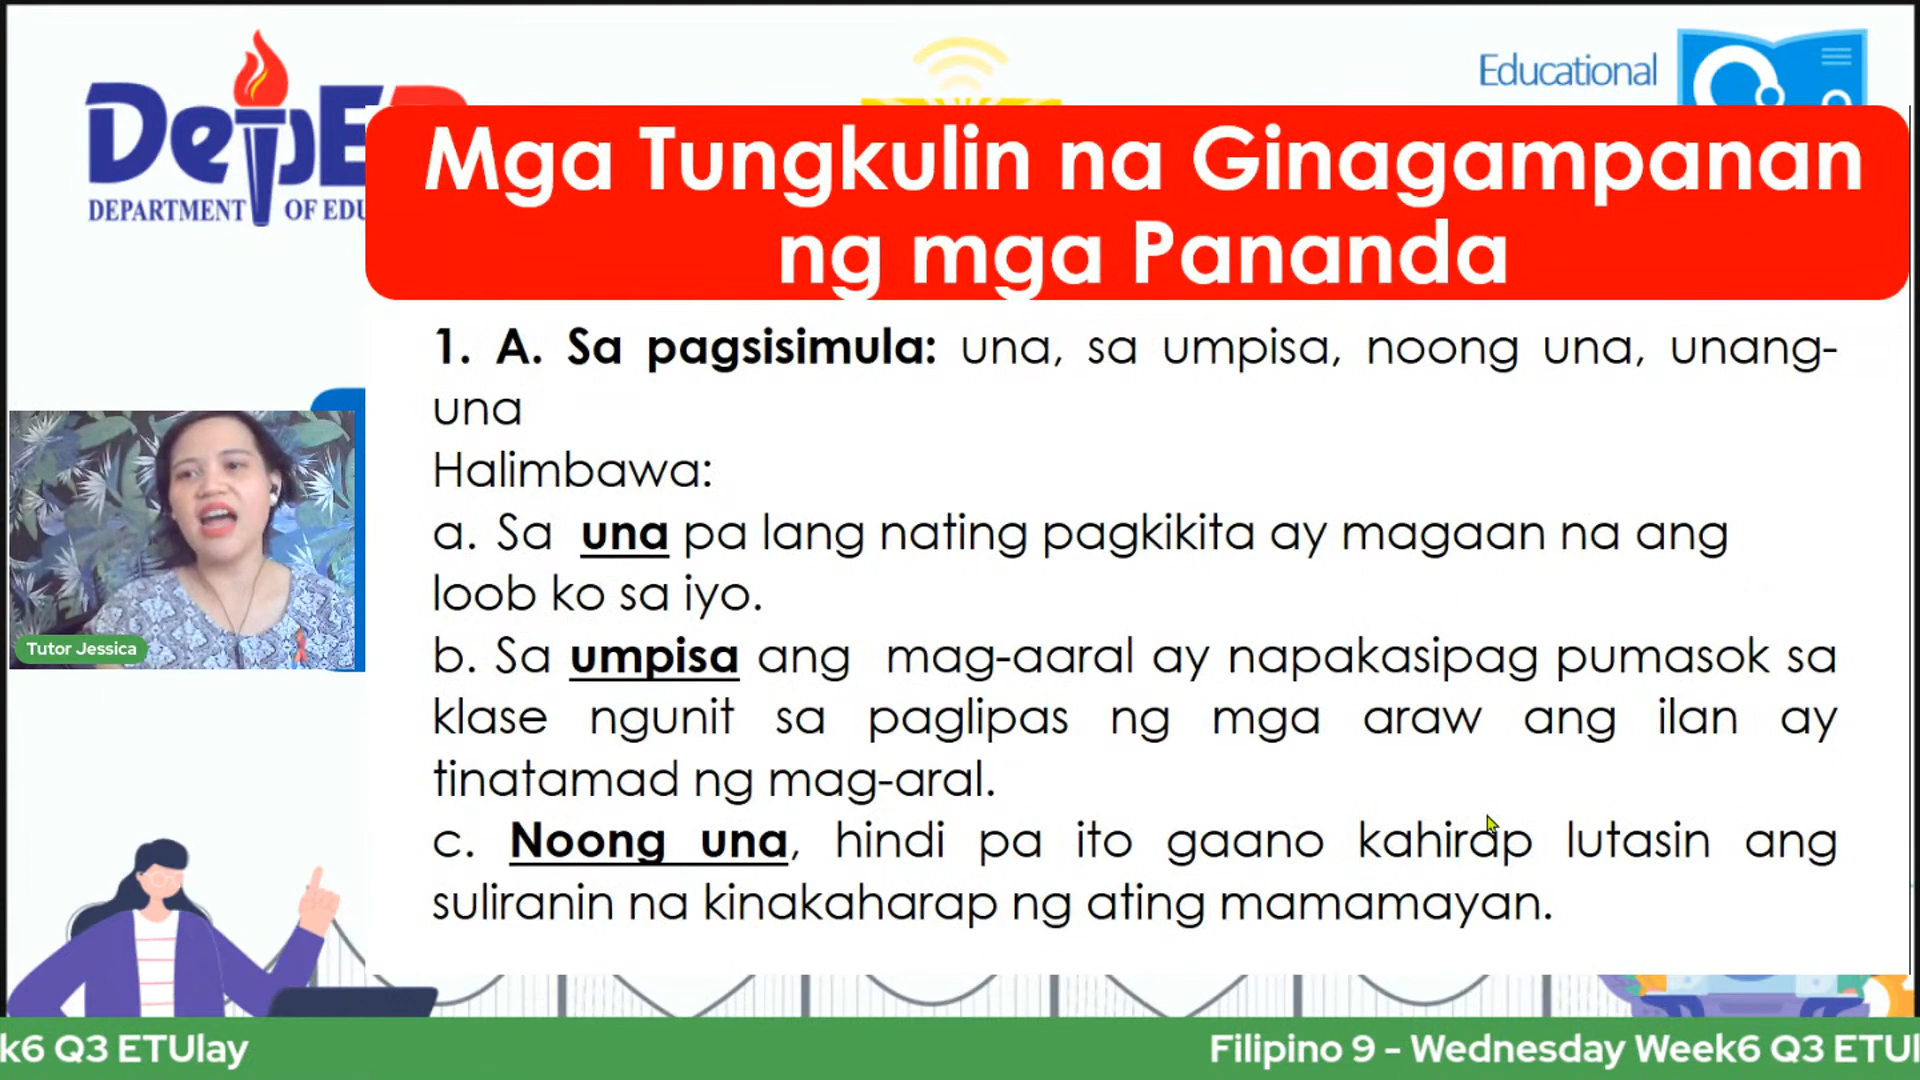 DepE
DEPARTMENT OF EDU
Educational
Mga Tungkulin na Ginagampanan
ng mga Pananda
1. A. Sa pagsisimula: una, sa umpisa, noong una, unang-
una
Halimbawa:
a. Sa una pa lang nating pagkikita ay magaan na ang
loob ko sa iyo.
b. Sa umpisa ang mag-aaral ay napakasipag pumasok sa
klase ngunit sa paglipas ng mga araw ang ilan ay
tinatamad ng mag-aral.
c. Noong una, hindi pa ito gaano kahirap lutasin ang
suliranin na kinakaharap ng ating mamamayan.
Tutor Jessica
k6 Q3 ETUlay
Filipino 9 - Wednesday Week6 Q3 ETUl